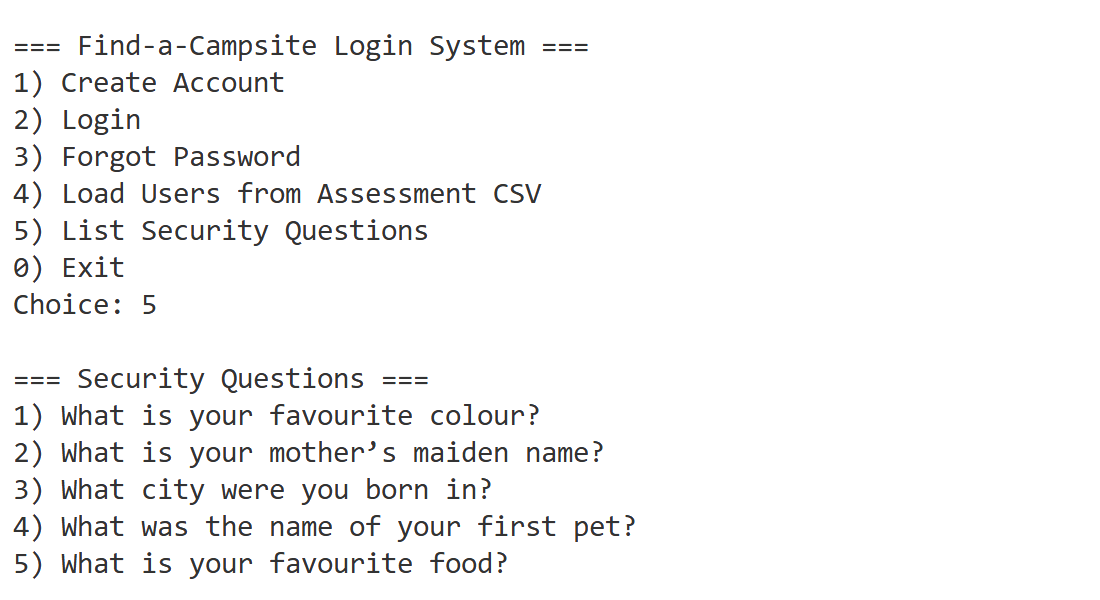 === Find-a-Campsite Login System ===
1) Create Account
2) Login
3) Forgot Password
4) Load Users from Assessment CSV
5) List Security Questions
0) Exit
Choice: 5

=== Security Questions ===
1) What is your favourite colour?
2) What is your mother’s maiden name?
3) What city were you born in?
4) What was the name of your first pet?
5) What is your favourite food?